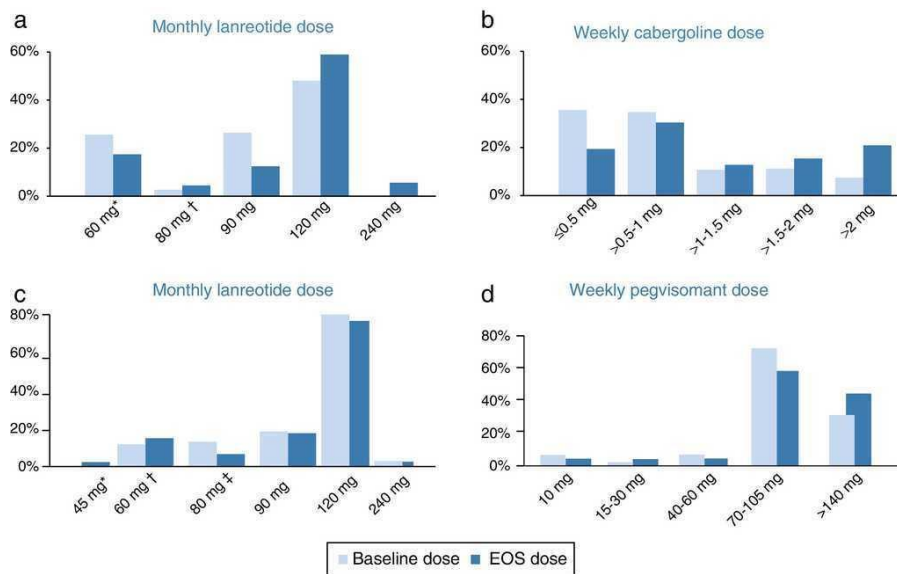 a
Monthly lanreotide dose
60%
40%
20%
0%
60 mg*
80 mg †
90 mg
120 mg
240 mg
b
Weekly cabergoline dose
60%
40%
20%
0%
≤0.5 mg
>0.5-1 mg
>1-1.5 mg
>1.5-2 mg
>2 mg
c
Monthly lanreotide dose
80%
60%
40%
20%
0%
45 mg*
60 mg †
80 mg ‡
90 mg
120 mg
240 mg
d
Weekly pegvisomant dose
80%
60%
40%
20%
0%
10 mg
15-30 mg
40-60 mg
70-105 mg
>140 mg
Baseline dose EOS dose